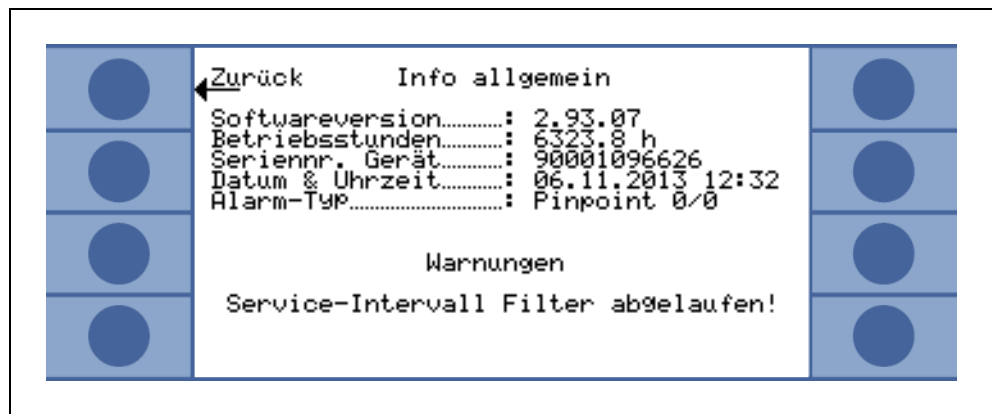 Zurück Info allgemein
Softwareversion..........: 2.93.07
Betriebsstunden..........: 6323.8 h
Seriennr. Gerät..........: 90001096626
Datum & Uhrzeit..........: 06.11.2013 12:32
Alarm-Typ..........................: Pinpoint 0/0
Warnungen
Service-Intervall Filter abgelaufen!